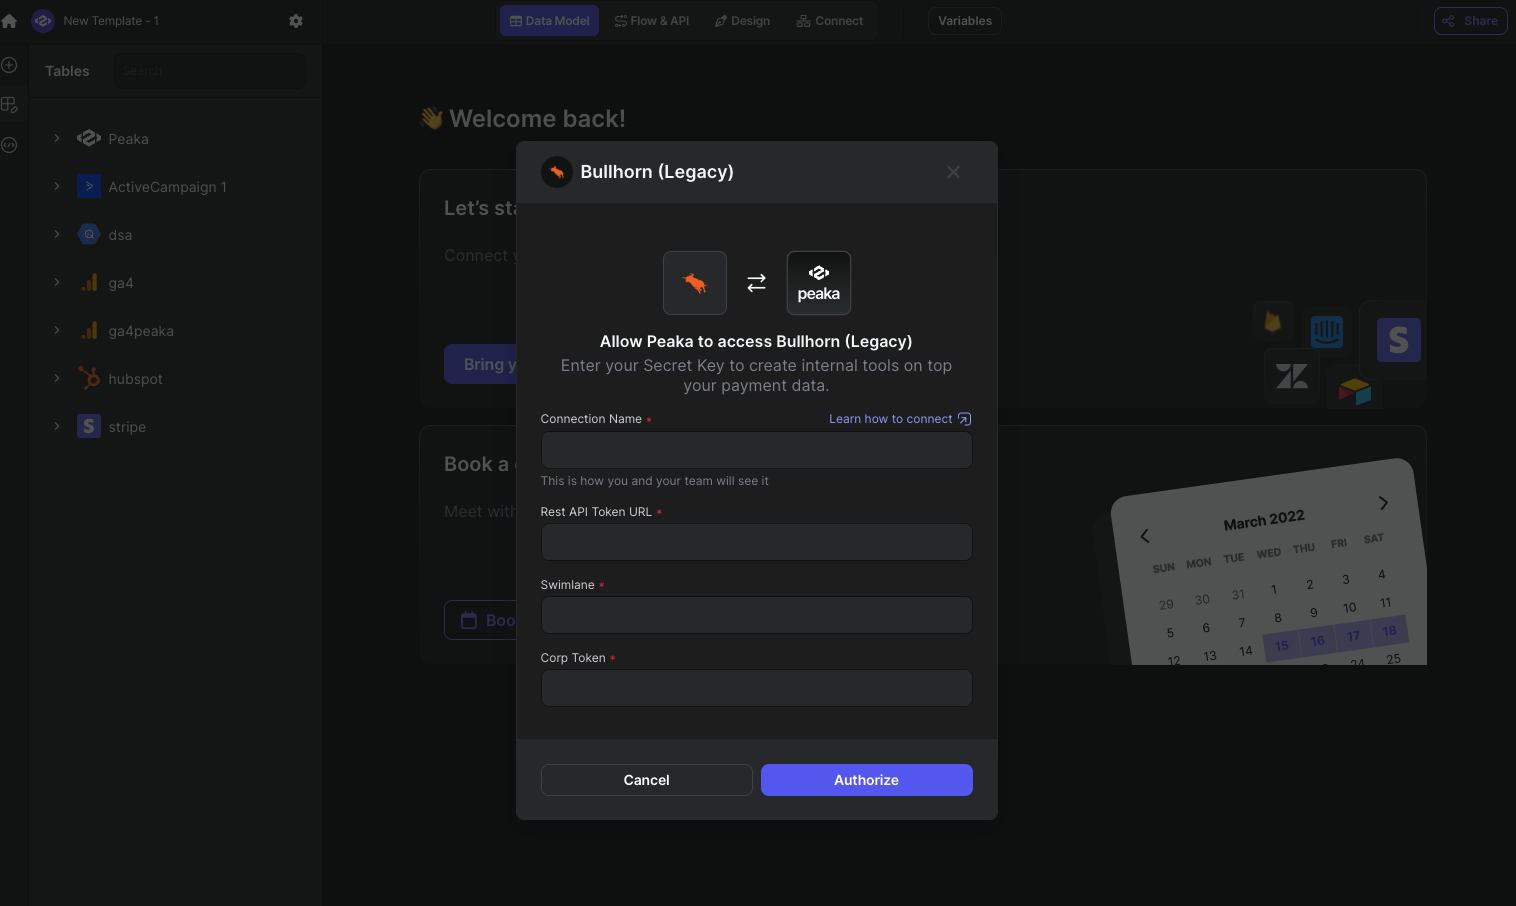 New Template - 1
Data Model
Flow & API
Design
Connect
Variables
Share
Tables
Search
Peaka
ActiveCampaign 1
dsa
ga4
ga4peaka
hubspot
stripe
Welcome back!
Let's sta
Connect y
Bring y
Book a
Meet with
Boo
Bullhorn (Legacy)
peaka
Allow Peaka to access Bullhorn (Legacy)
Enter your Secret Key to create internal tools on top
your payment data.
Connection Name *
Learn how to connect
This is how you and your team will see it
Rest API Token URL *
Swimlane *
Corp Token *
Cancel
Authorize
S
March 2022
SUN MON TUE WED THU FRI SAT
29 30 31 1 2 3 4
5 6 7 8 9 10 11
12 13 14 15 16 17 18
24 25